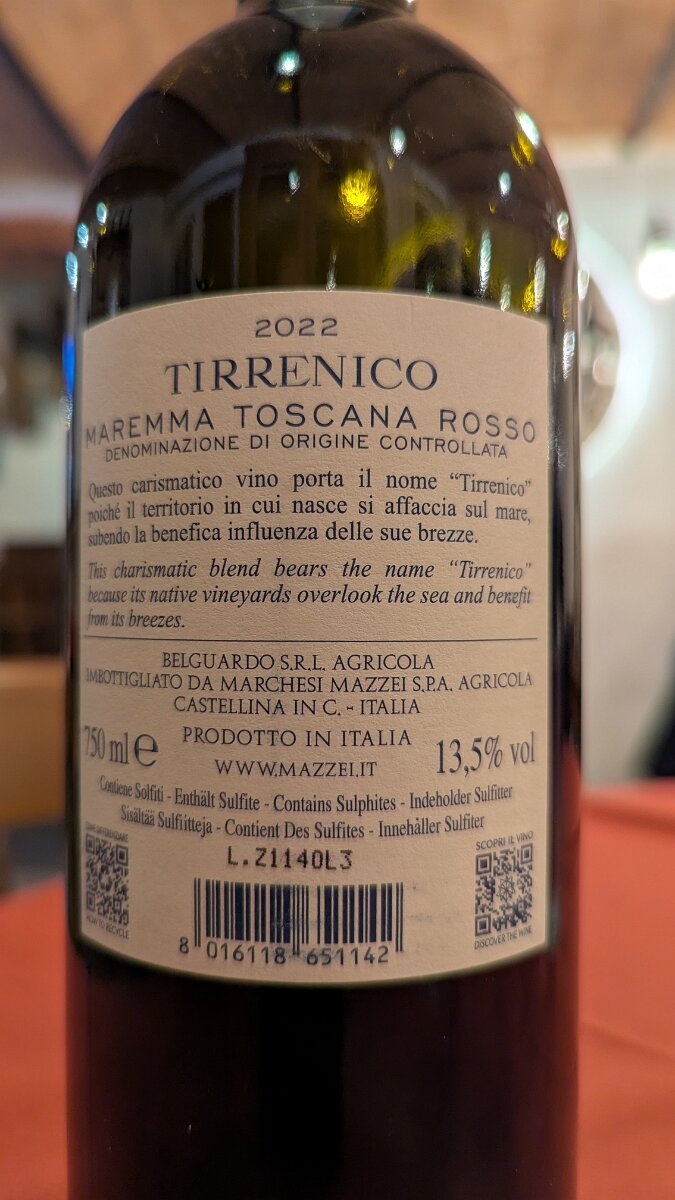 2022
TIRRENICO
MAREMMA TOSCANA ROSSO
DENOMINAZIONE DI ORIGINE CONTROLLATA
Questo carismatico vino porta il nome “Tirrenico”
poiché il territorio in cui nasce si affaccia sul mare,
subendo la benefica influenza delle sue brezze.
This charismatic blend bears the name “Tirrenico”
because its native vineyards overlook the sea and benefit
from its breezes.
BELGUARDO S.R.L. AGRICOLA
IMBOTTIGLIATO DA MARCHESI MAZZEI S.P.A. AGRICOLA
CASTELLINA IN C. - ITALIA
750 ml e
PRODOTTO IN ITALIA
WWW.MAZZEI.IT
13,5% vol
Contiene Solfiti - Enthält Sulfite - Contains Sulphites - Indeholder Sulfitter
Sisältää Sulfiitteja - Contient Des Sulfites - Innehåller Sulfiter
L.Z1140L3
COME DIFFERENZIARE
HOW TO RECYCLE
SCOPRI IL VINO
DISCOVER THE WINE
8 016118 651142